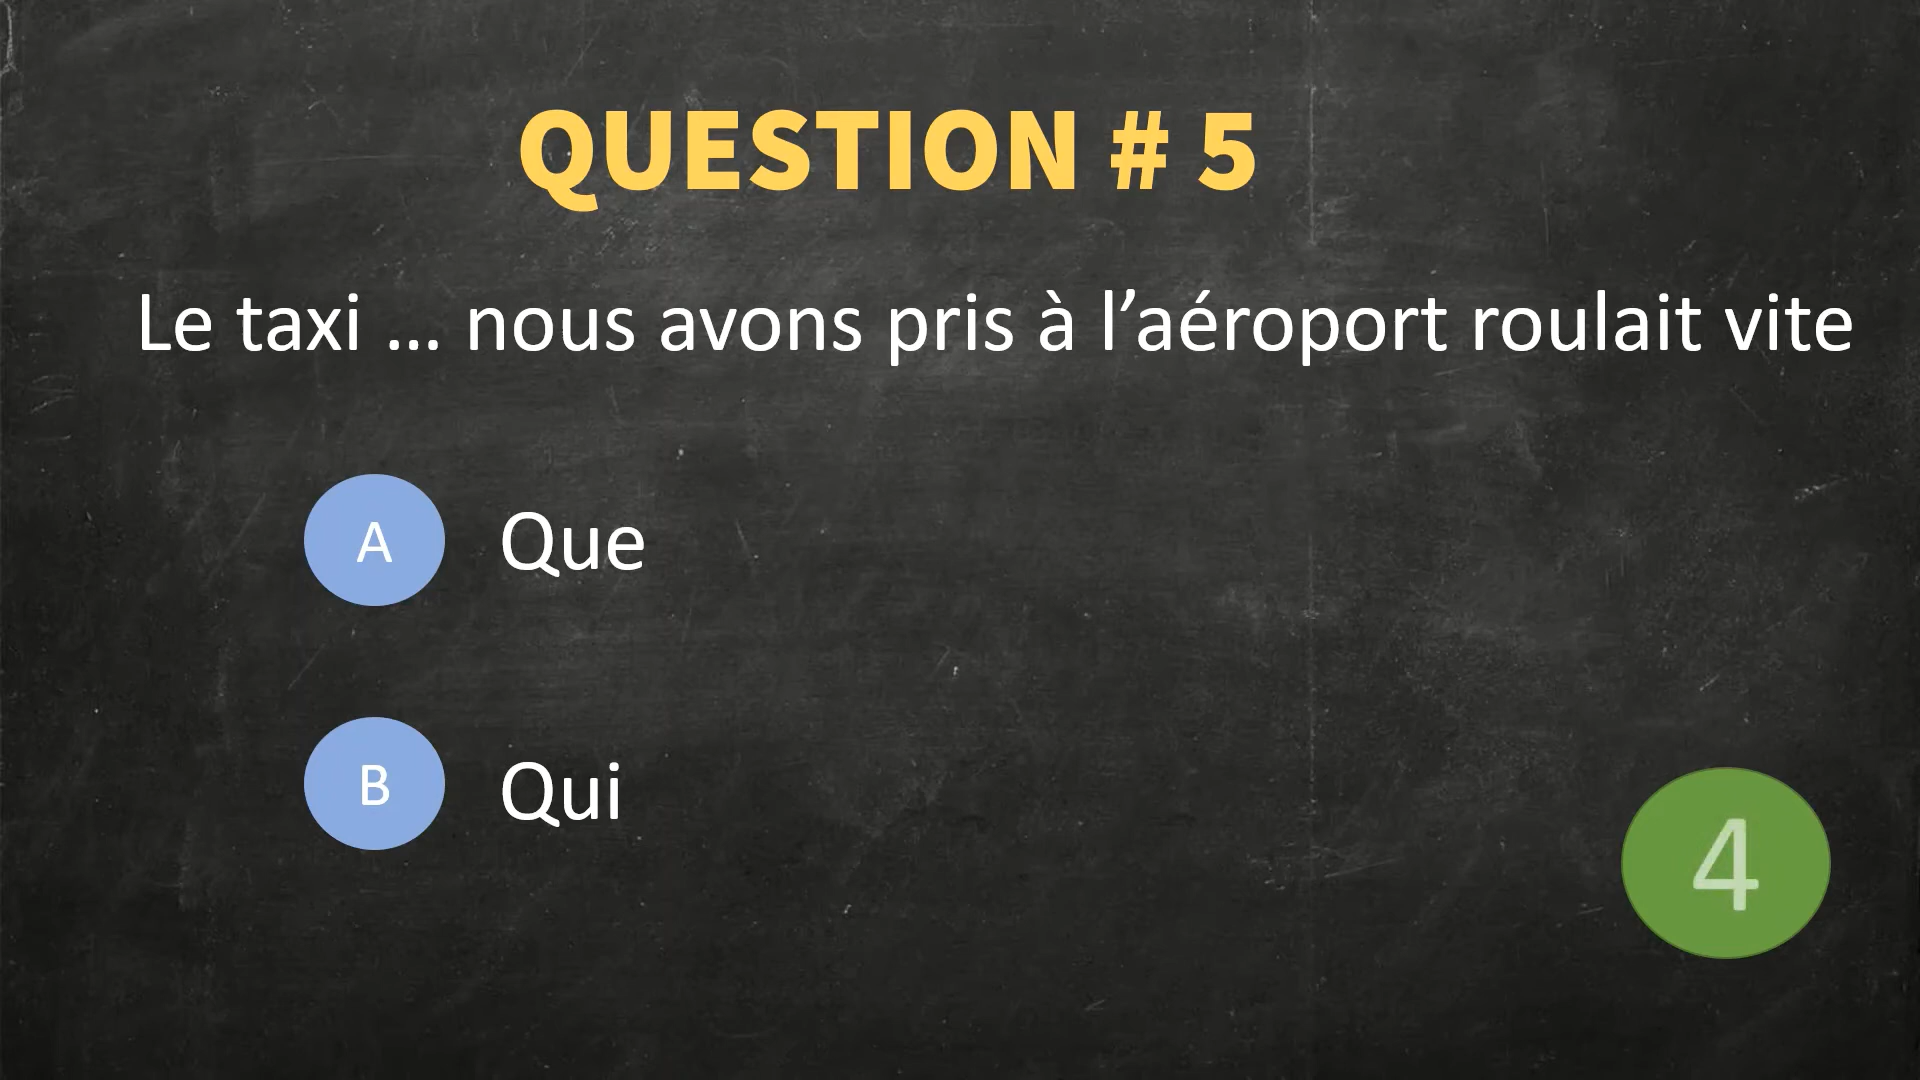 QUESTION # 5
Le taxi … nous avons pris à l’aéroport roulait vite
A Que
B Qui
4